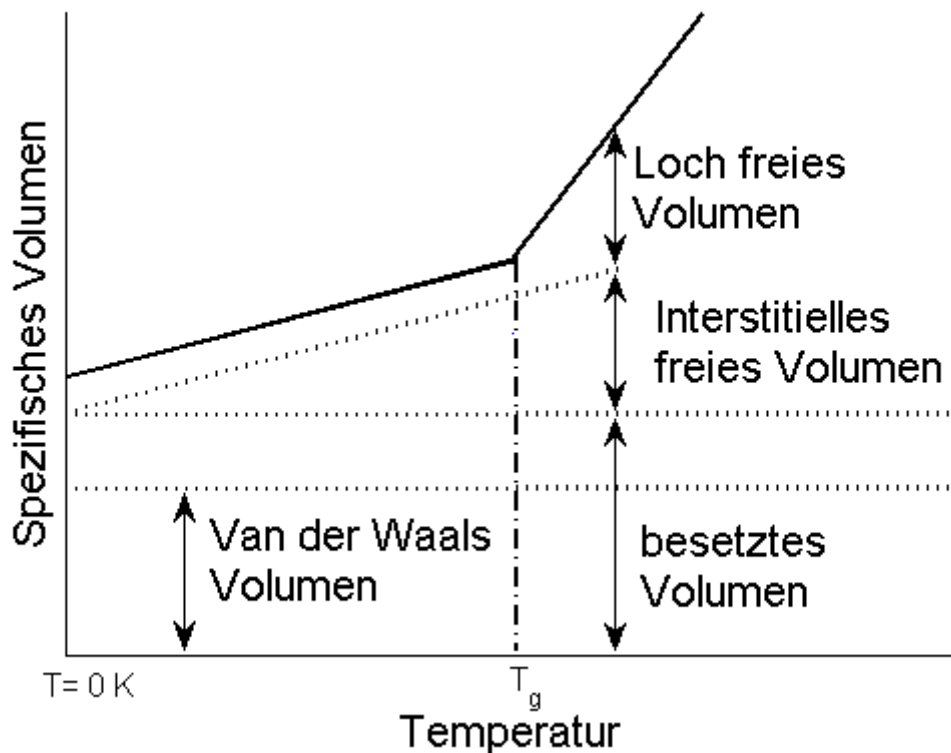 Spezifisches Volumen
Loch freies
Volumen
Interstitielles
freies Volumen
Van der Waals
Volumen
besetztes
Volumen
T= 0 K
Tg
Temperatur